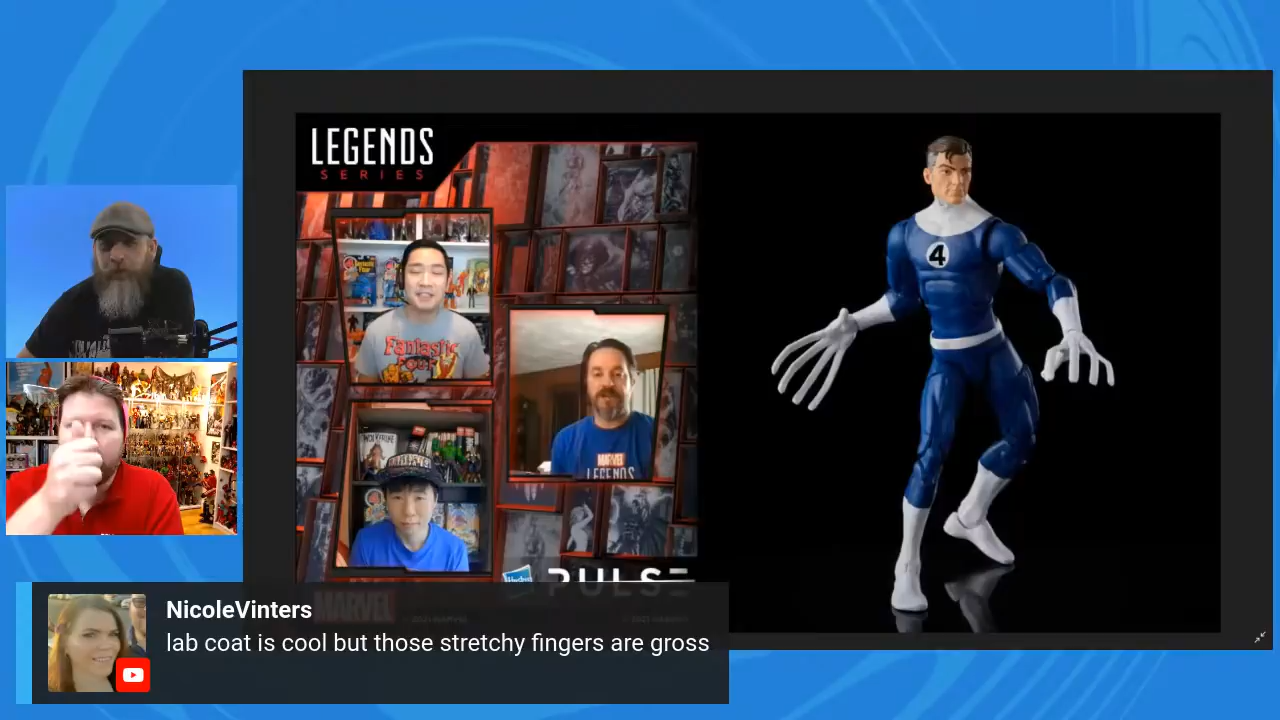 LEGENDS
SERIES
4
Fantastic
Four
MARVEL
LEGENDS
Hasbro
PULSE
MARVEL
NicoleVinters
lab coat is cool but those stretchy fingers are gross